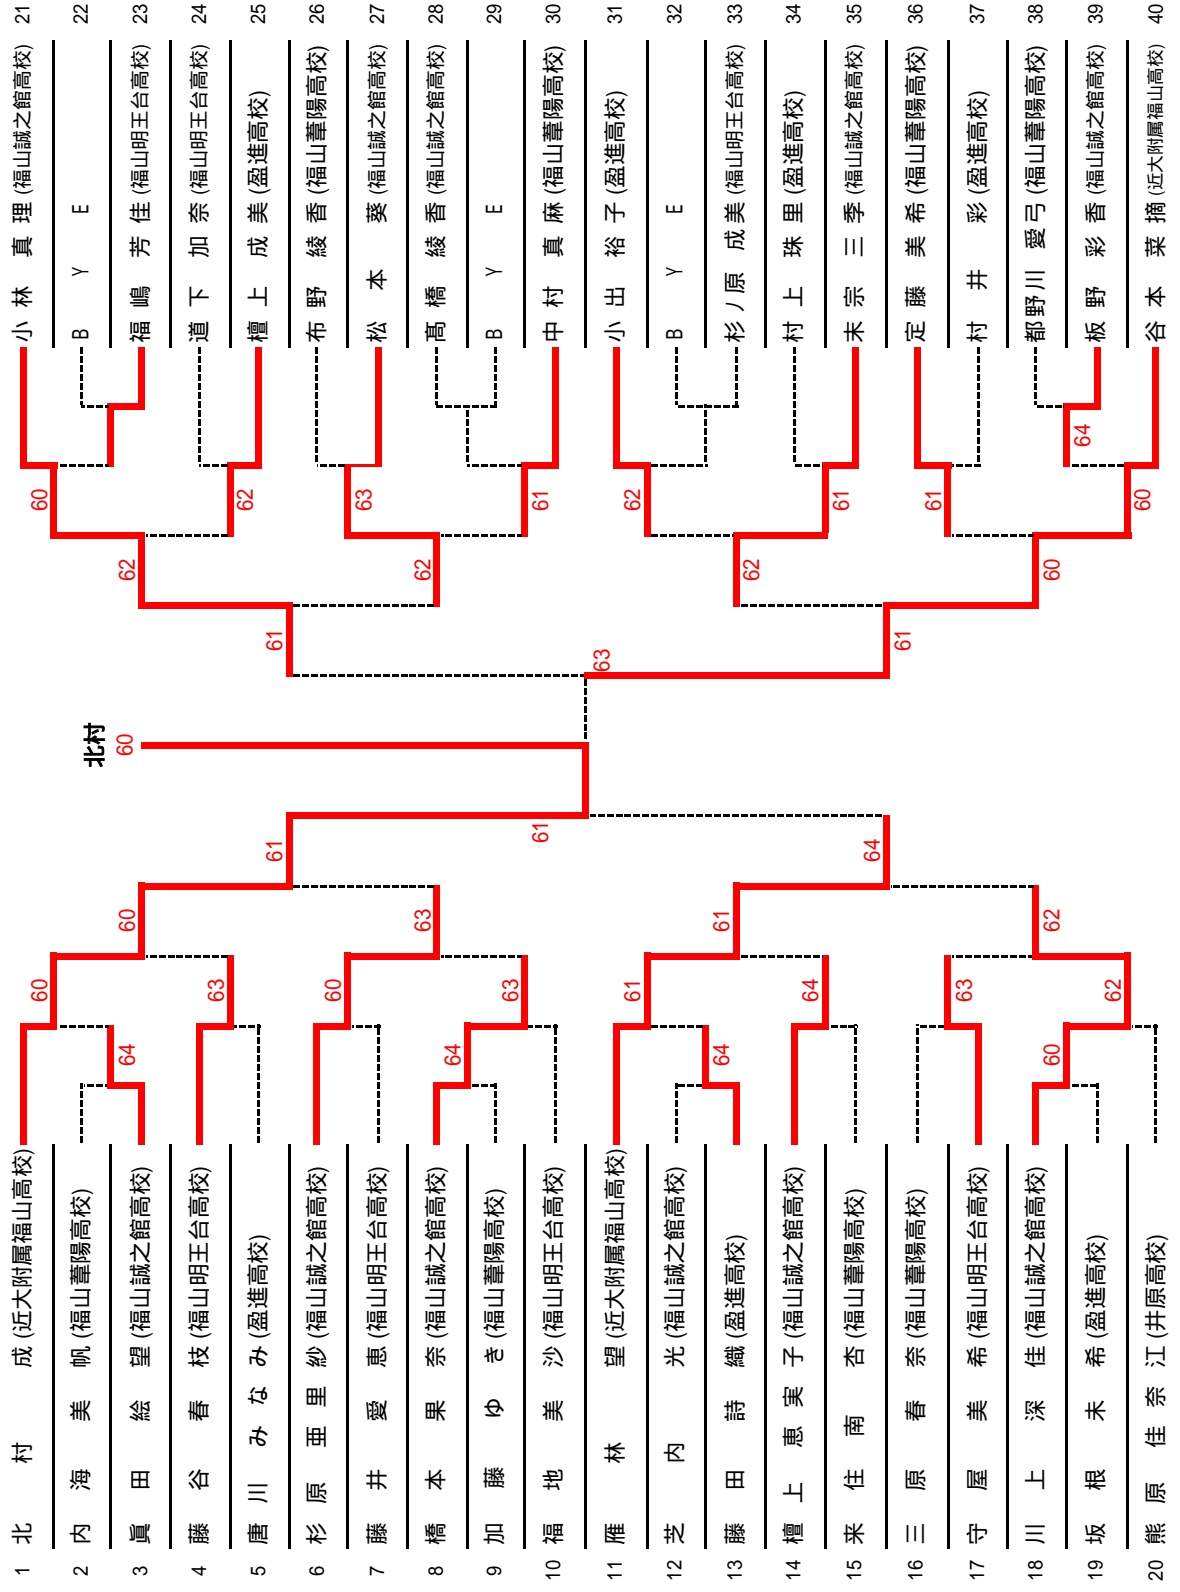 1 北村 成 (近大附属福山高校)
2 内海 美帆 (福山葦陽高校)
3 眞田 絵望 (福山誠之館高校)
4 藤谷 春枝 (福山明王台高校)
5 唐川 みなみ (盈進高校)
6 杉原 亜里紗 (福山誠之館高校)
7 藤井 愛恵 (福山明王台高校)
8 橋本 果奈 (福山誠之館高校)
9 加藤 ゆき (福山葦陽高校)
10 福地 美沙 (福山明王台高校)
11 雁林 望 (近大附属福山高校)
12 芝内 光 (福山誠之館高校)
13 藤田 詩織 (盈進高校)
14 檀上 恵実子 (福山誠之館高校)
15 来住南 杏 (福山葦陽高校)
16 三原 春奈 (福山葦陽高校)
17 守屋 美希 (福山明王台高校)
18 川上 深佳 (福山誠之館高校)
19 坂根 未希 (盈進高校)
20 熊原 佳奈江 (井原高校)
64
64
64
60
60
63
60
63
61
64
63
62
60
63
61
62
61
64
61
北村
60
63
61
61
62
62
62
60
60
62
63
61
62
61
61
60
64
21 小林 真理 (福山誠之館高校)
22 BYE
23 福嶋 芳佳 (福山明王台高校)
24 道下 加奈 (福山明王台高校)
25 檀上 成美 (盈進高校)
26 布野 綾香 (福山葦陽高校)
27 松本 葵 (福山誠之館高校)
28 髙橋 綾香 (福山誠之館高校)
29 BYE
30 中村 真麻 (福山葦陽高校)
31 小出 裕子 (盈進高校)
32 BYE
33 杉ノ原 成美 (福山明王台高校)
34 村上 珠里 (盈進高校)
35 末宗 三季 (福山誠之館高校)
36 定藤 美希 (福山葦陽高校)
37 村井 彩 (盈進高校)
38 都野川 愛弓 (福山葦陽高校)
39 板野 彩香 (福山誠之館高校)
40 谷本 菜摘 (近大附属福山高校)